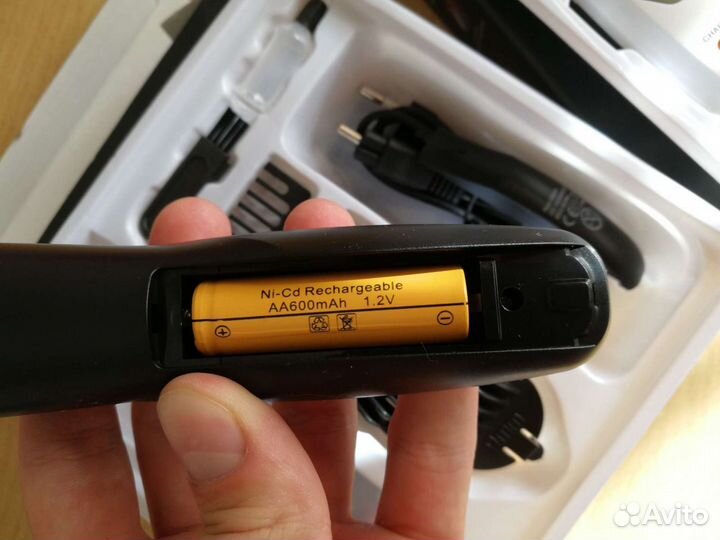 Ni-Cd Rechargeable
AA600mAh 1.2V
Avito